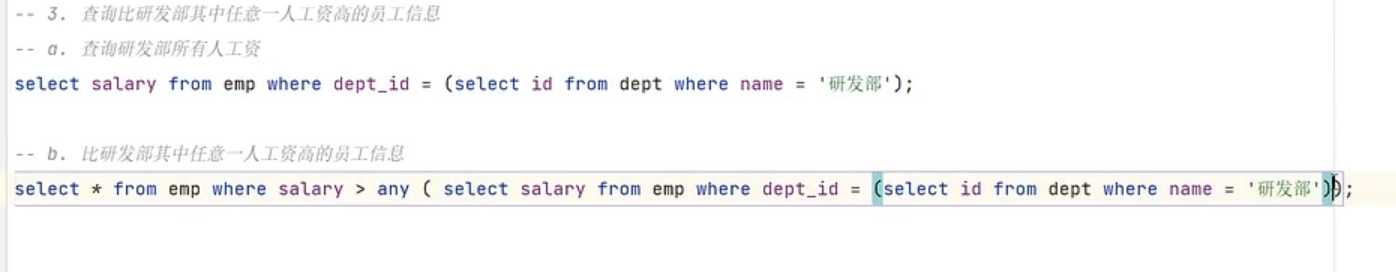 -- 3. 查询比研发部其中任意一人工资高的员工信息
-- a. 查询研发部所有人工资
select salary from emp where dept_id = (select id from dept where name = '研发部');
-- b. 比研发部其中任意一人工资高的员工信息
select * from emp where salary > any ( select salary from emp where dept_id = (select id from dept where name = '研发部'));